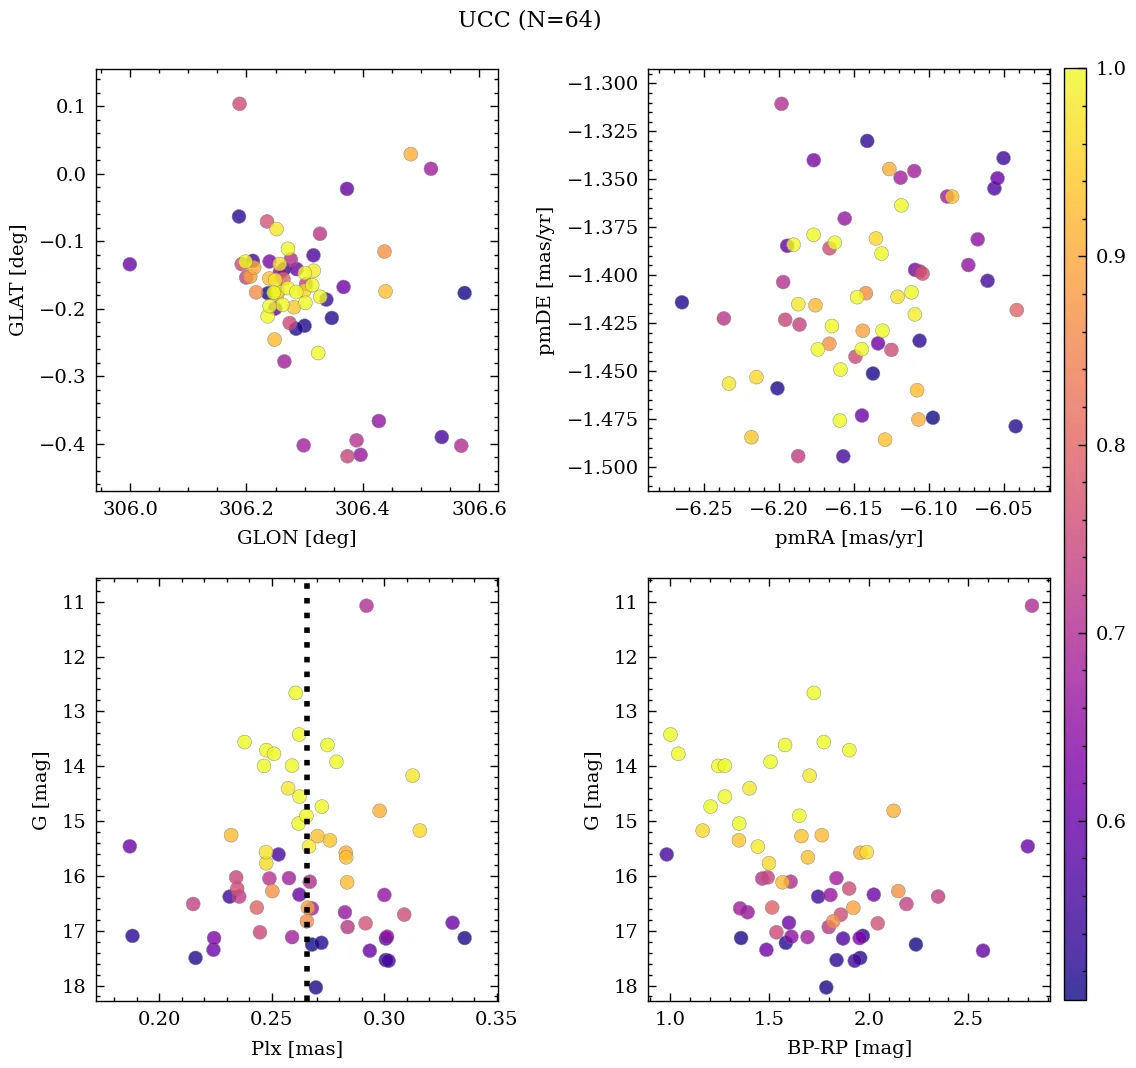 UCC (N=64)
0.1
0.0
−0.1
−0.2
−0.3
−0.4
GLAT [deg]
306.0 306.2 306.4 306.6
GLON [deg]
−1.300
−1.325
−1.350
−1.375
−1.400
−1.425
−1.450
−1.475
−1.500
pmDE [mas/yr]
−6.25 −6.20 −6.15 −6.10 −6.05
pmRA [mas/yr]
1.0
0.9
0.8
0.7
0.6
11
12
13
14
15
16
17
18
G [mag]
0.20 0.25 0.30 0.35
Plx [mas]
11
12
13
14
15
16
17
18
G [mag]
1.0 1.5 2.0 2.5
BP-RP [mag]